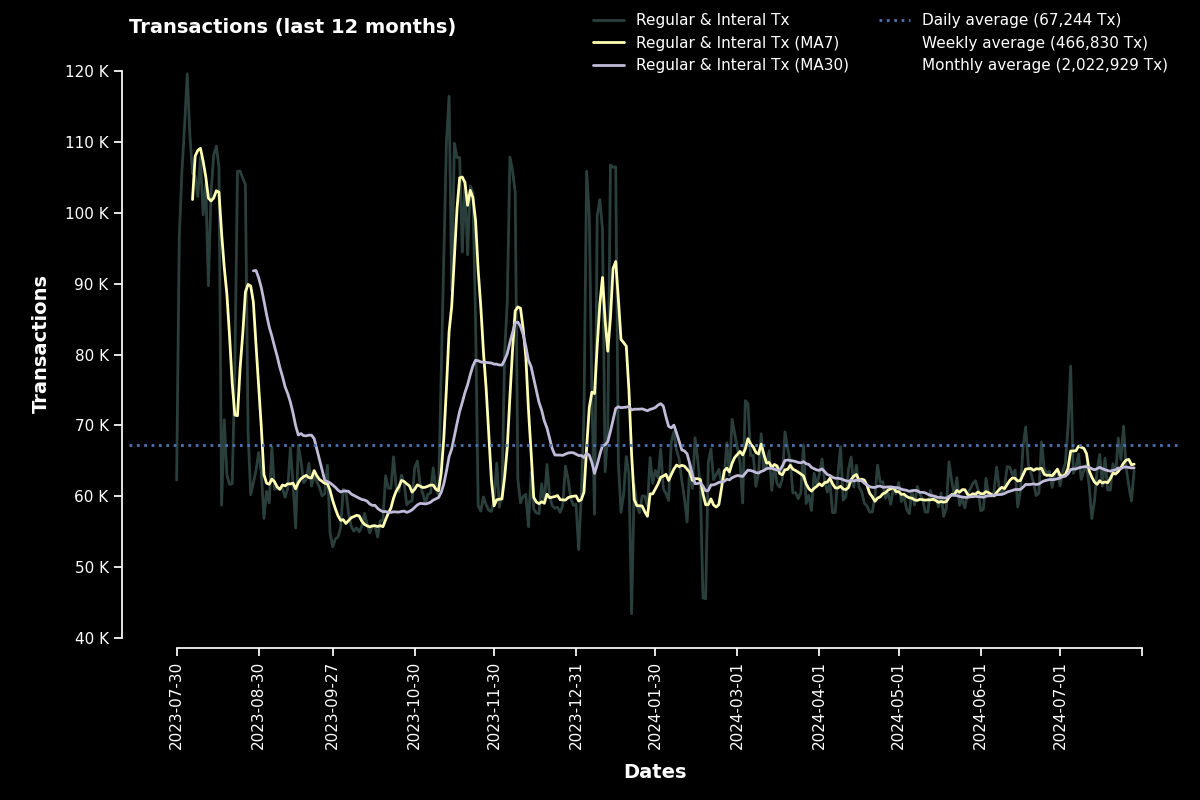 Transactions (last 12 months)
Regular & Interal Tx
Regular & Interal Tx (MA7)
Regular & Interal Tx (MA30)
Daily average (67,244 Tx)
Weekly average (466,830 Tx)
Monthly average (2,022,929 Tx)
Transactions
120 K
110 K
100 K
90 K
80 K
70 K
60 K
50 K
40 K
2023-07-30
2023-08-30
2023-09-27
2023-10-30
2023-11-30
2023-12-31
2024-01-30
2024-03-01
2024-04-01
2024-05-01
2024-06-01
2024-07-01
Dates